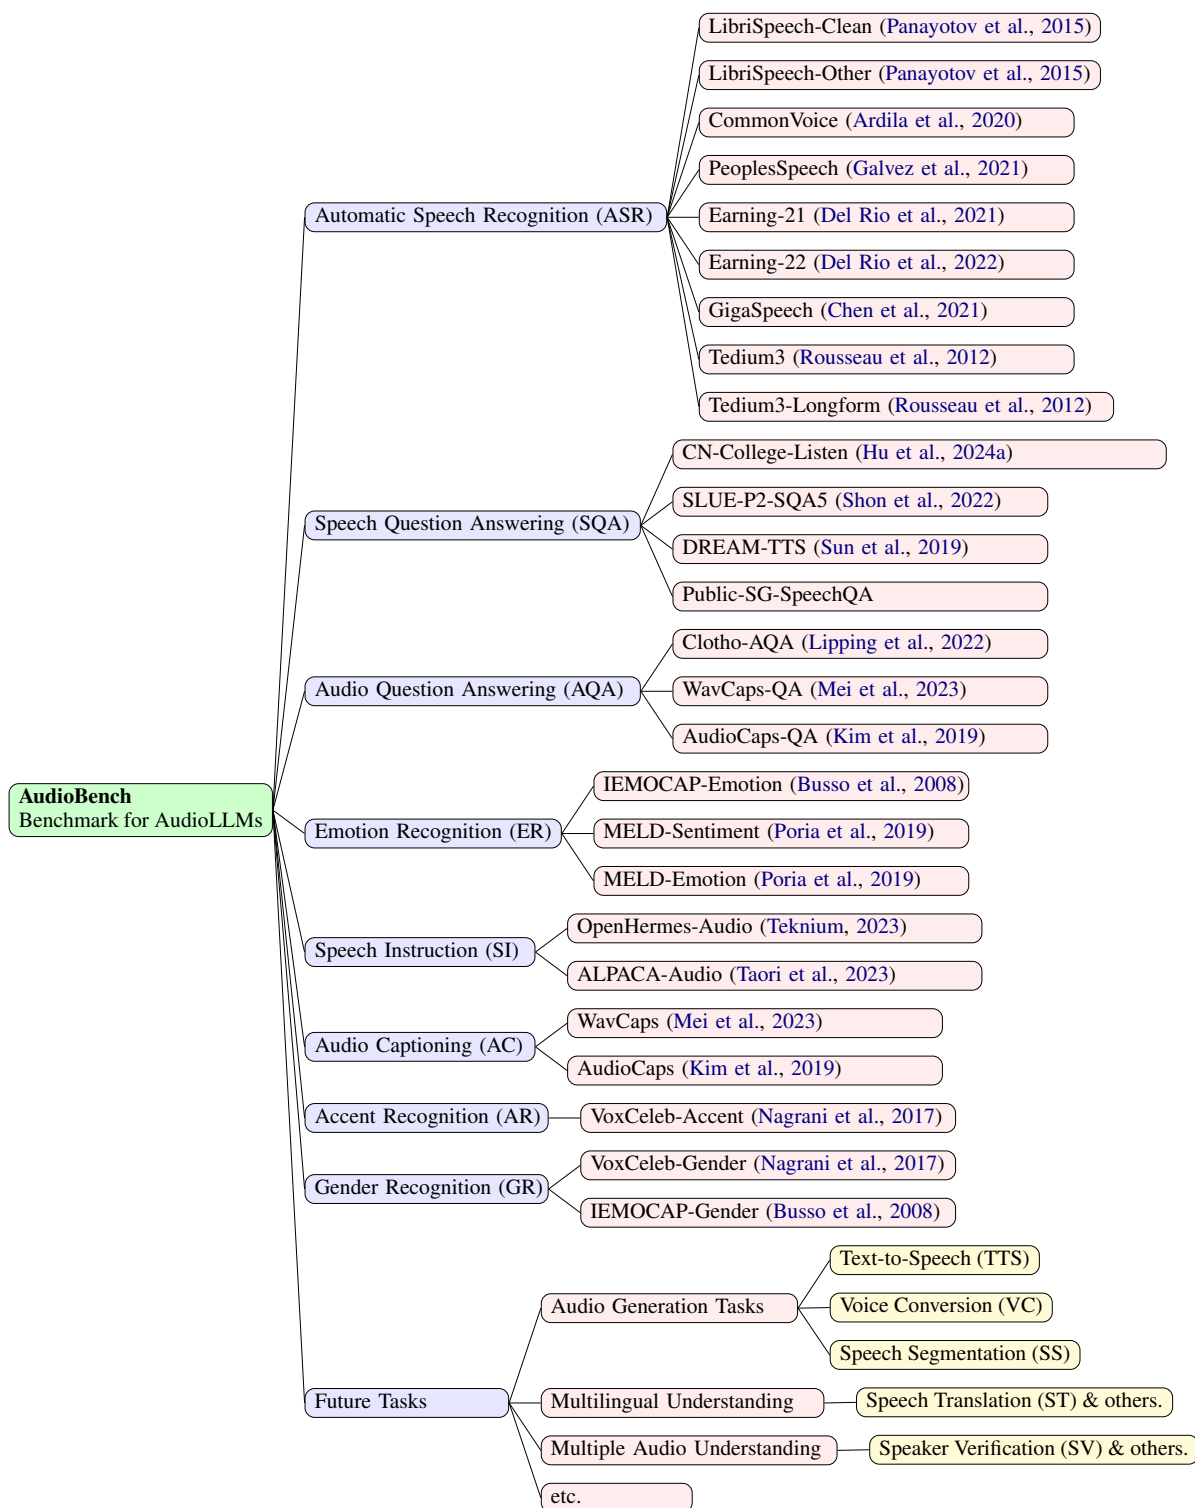 AudioBench
Benchmark for AudioLLMs
Automatic Speech Recognition (ASR)
LibriSpeech-Clean (Panayotov et al., 2015)
LibriSpeech-Other (Panayotov et al., 2015)
CommonVoice (Ardila et al., 2020)
PeoplesSpeech (Galvez et al., 2021)
Earning-21 (Del Rio et al., 2021)
Earning-22 (Del Rio et al., 2022)
GigaSpeech (Chen et al., 2021)
Tedium3 (Rousseau et al., 2012)
Tedium3-Longform (Rousseau et al., 2012)
Speech Question Answering (SQA)
CN-College-Listen (Hu et al., 2024a)
SLUE-P2-SQA5 (Shon et al., 2022)
DREAM-TTS (Sun et al., 2019)
Public-SG-SpeechQA
Audio Question Answering (AQA)
Clotho-AQA (Lipping et al., 2022)
WavCaps-QA (Mei et al., 2023)
AudioCaps-QA (Kim et al., 2019)
Emotion Recognition (ER)
IEMOCAP-Emotion (Busso et al., 2008)
MELD-Sentiment (Poria et al., 2019)
MELD-Emotion (Poria et al., 2019)
Speech Instruction (SI)
OpenHermes-Audio (Teknium, 2023)
ALPACA-Audio (Taori et al., 2023)
Audio Captioning (AC)
WavCaps (Mei et al., 2023)
AudioCaps (Kim et al., 2019)
Accent Recognition (AR)
VoxCeleb-Accent (Nagrani et al., 2017)
Gender Recognition (GR)
VoxCeleb-Gender (Nagrani et al., 2017)
IEMOCAP-Gender (Busso et al., 2008)
Future Tasks
Audio Generation Tasks
Text-to-Speech (TTS)
Voice Conversion (VC)
Speech Segmentation (SS)
Multilingual Understanding
Speech Translation (ST) & others.
Multiple Audio Understanding
Speaker Verification (SV) & others.
etc.